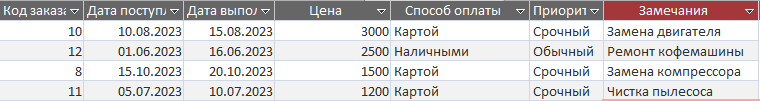 Код заказа Дата поступл Дата выпол Цена Способ оплаты Приорит Замечания
10 10.08.2023 15.08.2023 3000 Картой Срочный Замена двигателя
12 01.06.2023 16.06.2023 2500 Наличными Обычный Ремонт кофемашины
8 15.10.2023 20.10.2023 1500 Картой Срочный Замена компрессора
11 05.07.2023 10.07.2023 1200 Картой Срочный Чистка пылесоса